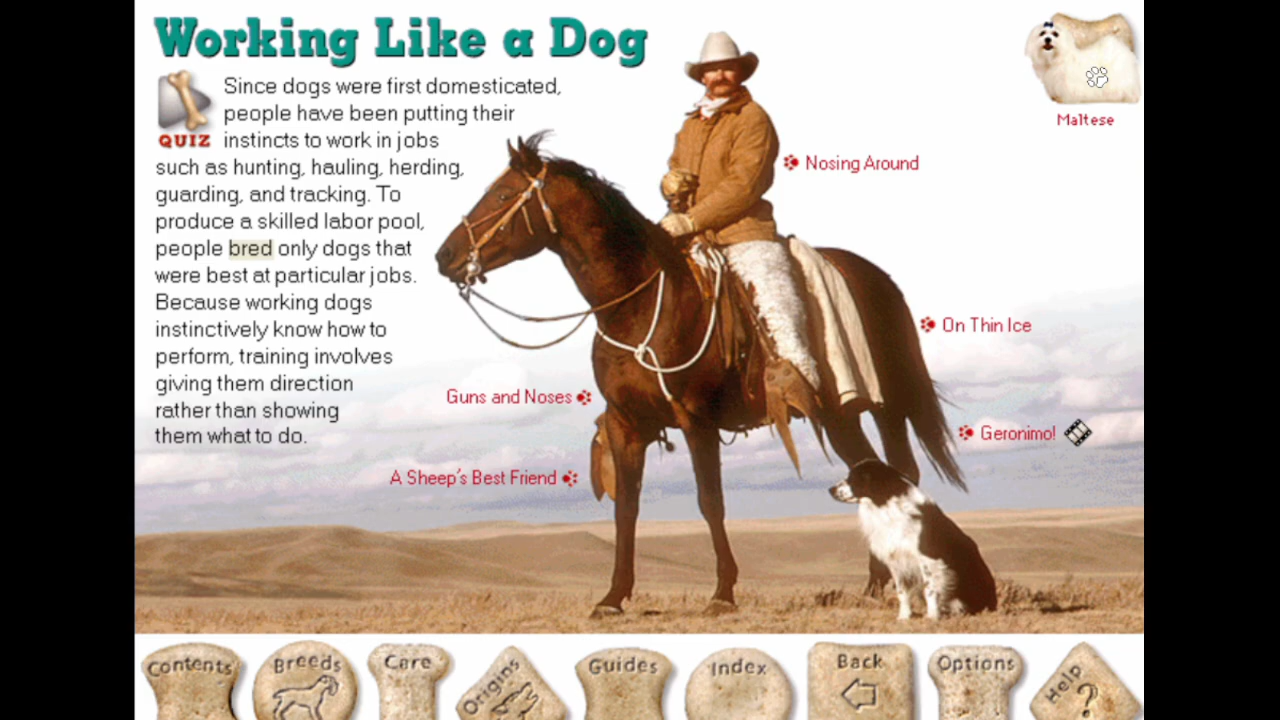 Working Like a Dog
Since dogs were first domesticated,
people have been putting their
QUIZ instincts to work in jobs
such as hunting, hauling, herding,
guarding, and tracking. To
produce a skilled labor pool,
people bred only dogs that
were best at particular jobs.
Because working dogs
instinctively know how to
perform, training involves
giving them direction
rather than showing
them what to do.
Maltese
Nosing Around
On Thin Ice
Guns and Noses
Geronimo!
A Sheep's Best Friend
Contents Breeds Care Origins Guides Index Back Options Help ?